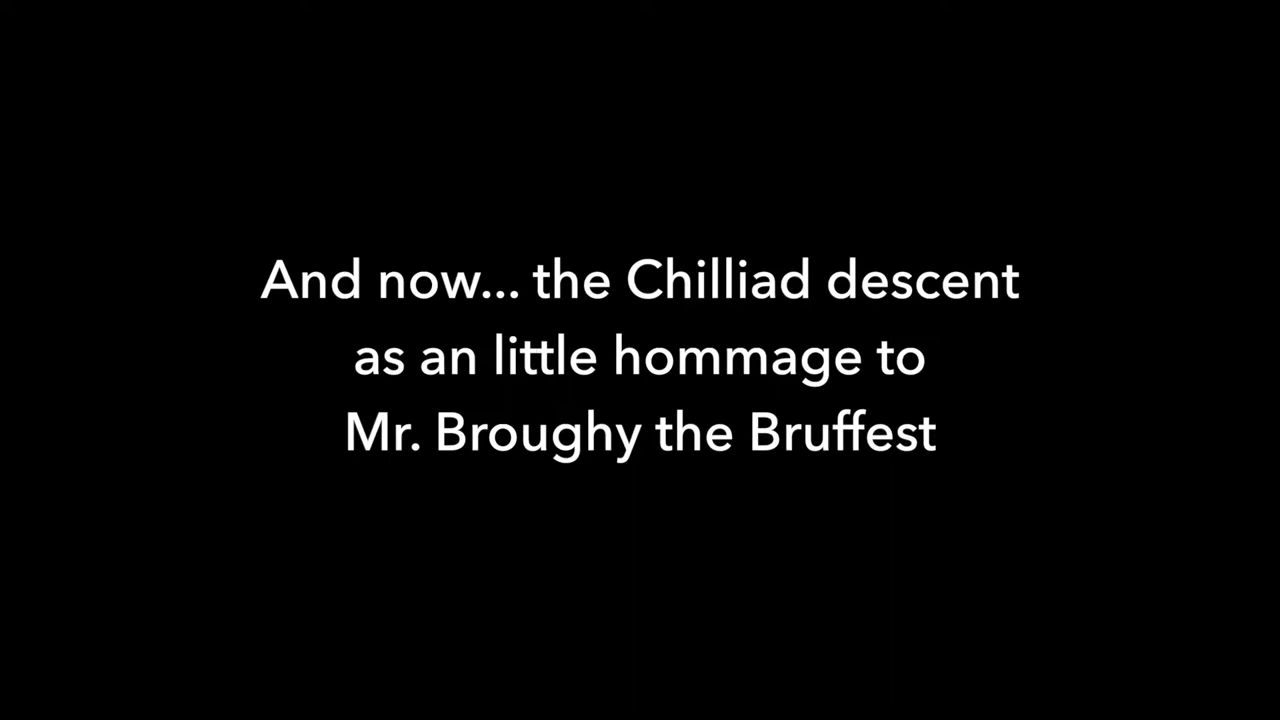 And now... the Chilliad descent
as an little hommage to
Mr. Broughy the Bruffest